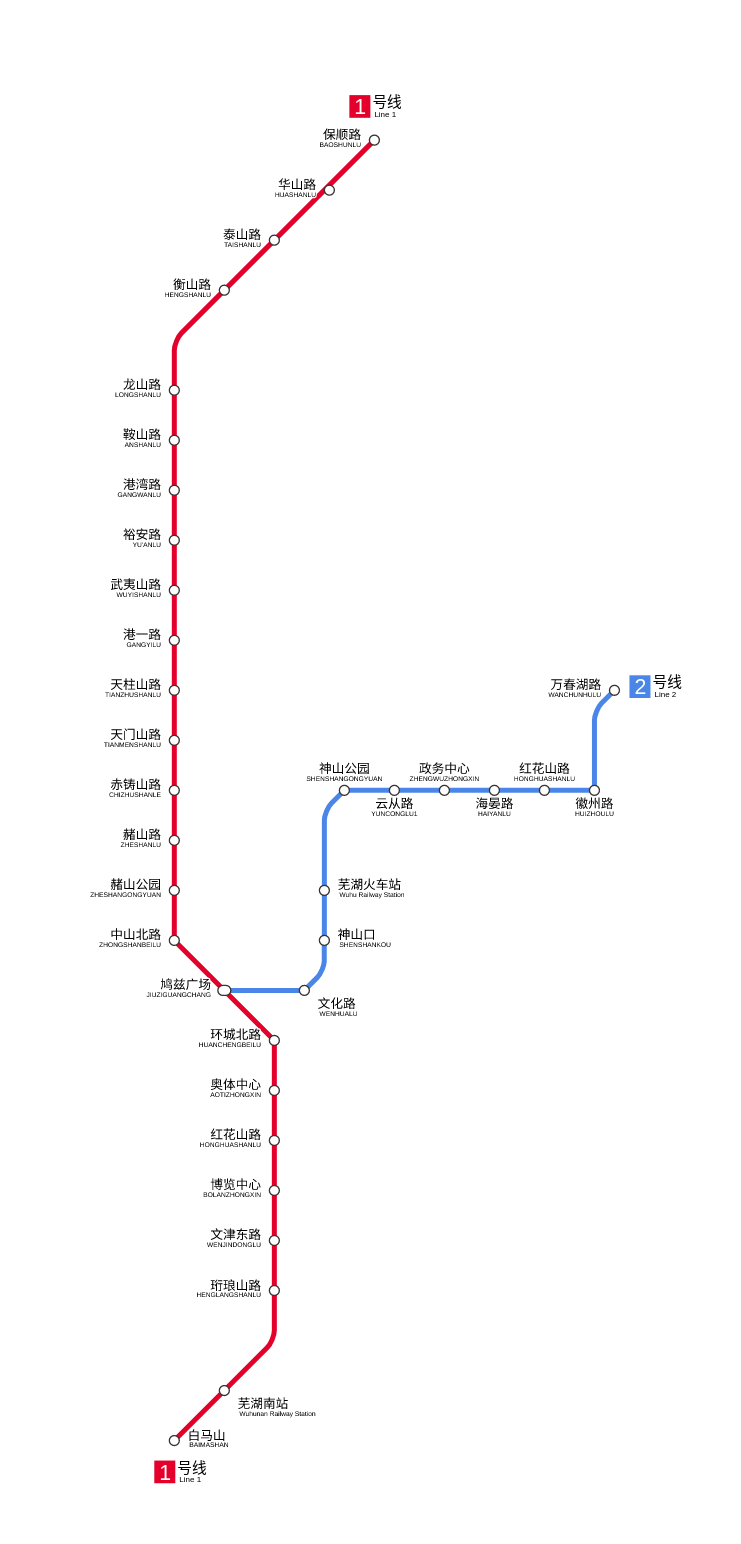 1 号线
Line 1
保顺路
BAOSHUNLU
华山路
HUASHANLU
泰山路
TAISHANLU
衡山路
HENGSHANLU
龙山路
LONGSHANLU
鞍山路
ANSHANLU
港湾路
GANGWANLU
裕安路
YU'ANLU
武夷山路
WUYISHANLU
港一路
GANGYILU
天柱山路
TIANZHUSHANLU
万春湖路
WANCHUNHULU
2 号线
Line 2
天门山路
TIANMENSHANLU
神山公园
SHENSHANGONGYUAN
政务中心
ZHENGWUZHONGXIN
红花山路
HONGHUASHANLU
赤铸山路
CHIZHUSHANLE
云从路
YUNCONGLU1
海晏路
HAIYANLU
徽州路
HUIZHOULU
赭山路
ZHESHANLU
赭山公园
ZHESHANGONGYUAN
芜湖火车站
Wuhu Railway Station
中山北路
ZHONGSHANBEILU
神山口
SHENSHANKOU
鸠兹广场
JIUZIGUANGCHANG
文化路
WENHUALU
环城北路
HUANCHENGBEILU
奥体中心
AOTIZHONGXIN
红花山路
HONGHUASHANLU
博览中心
BOLANZHONGXIN
文津东路
WENJINDONGLU
珩琅山路
HENGLANGSHANLU
芜湖南站
Wuhunan Railway Station
白马山
BAIMASHAN
1 号线
Line 1